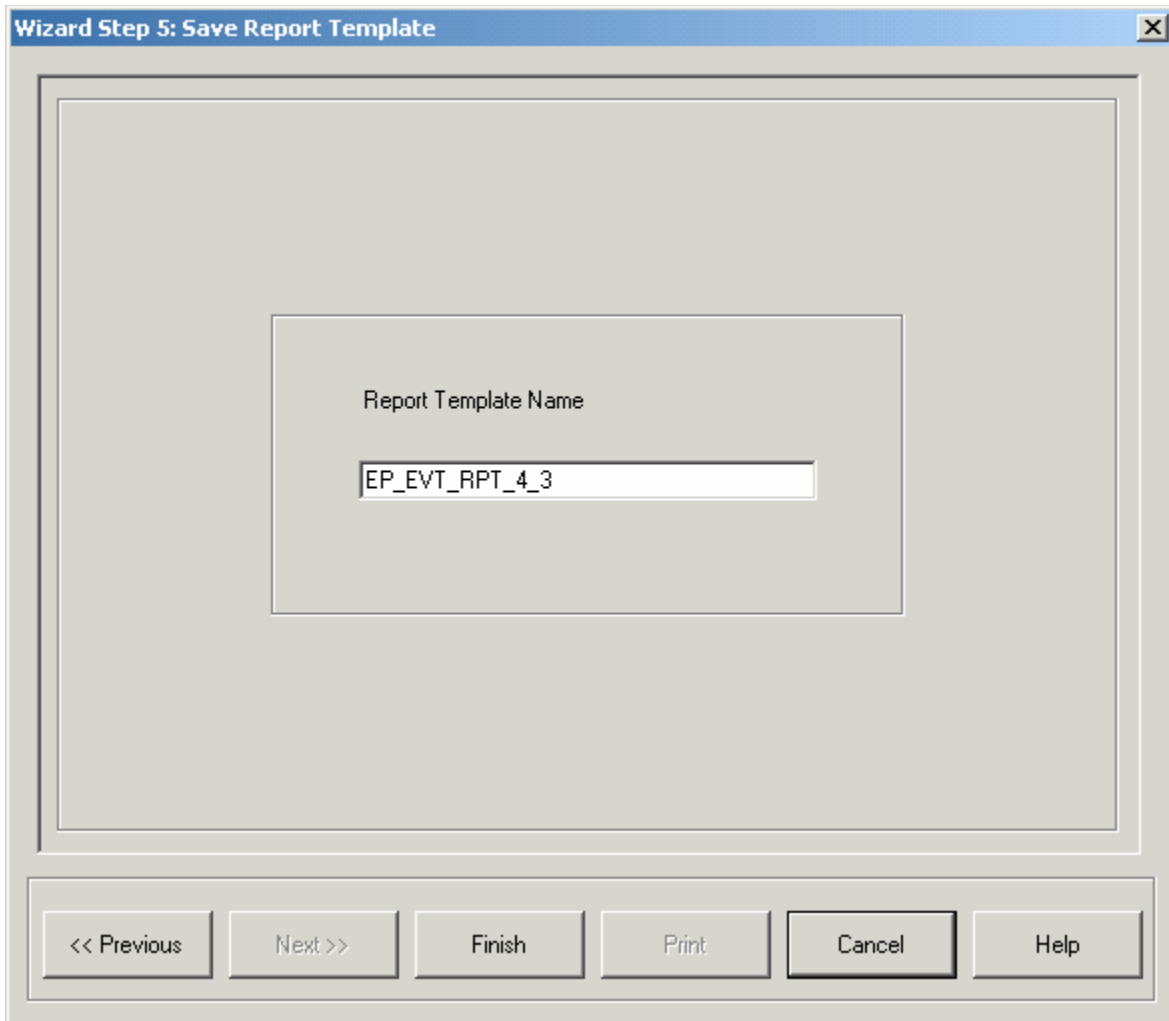 Wizard Step 5: Save Report Template
Report Template Name
EP_EVT_RPT_4_3
<< Previous Next >> Finish Print Cancel Help